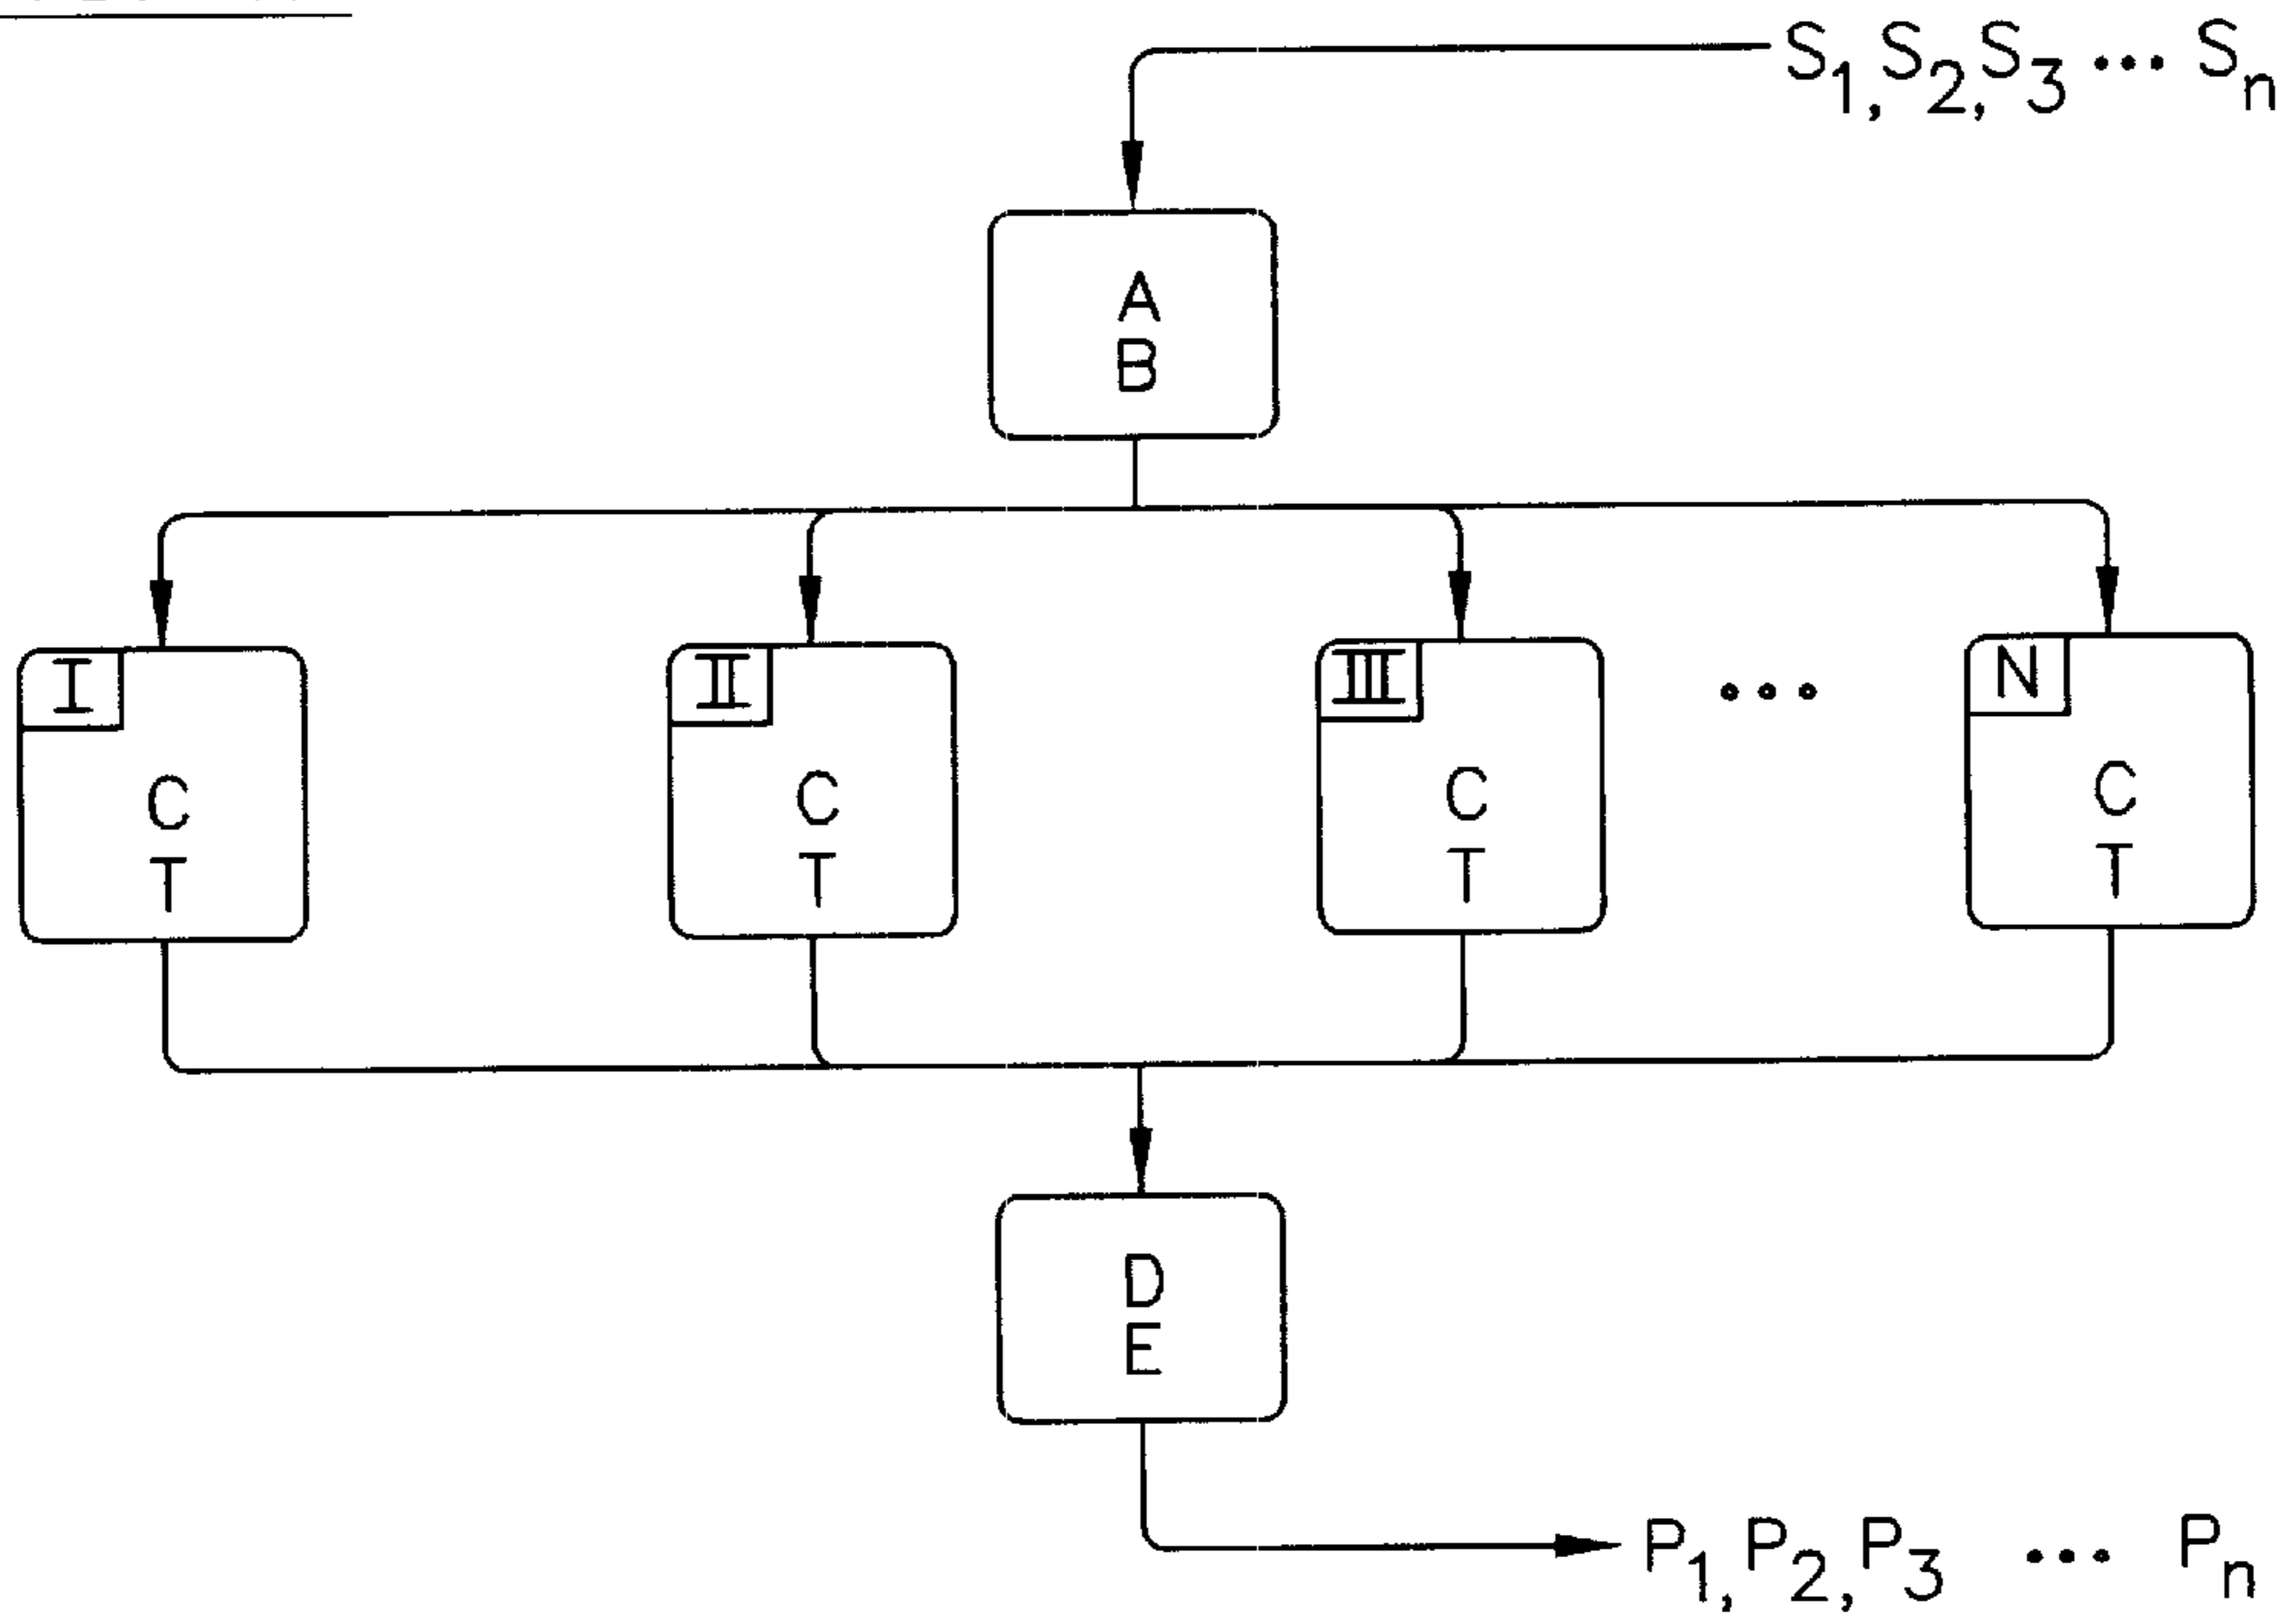 S1, S2, S3 ••• Sn
A
B
I
II
III
•••
N
C
C
C
C
T
T
T
T
D
E
P1, P2, P3 ••• Pn